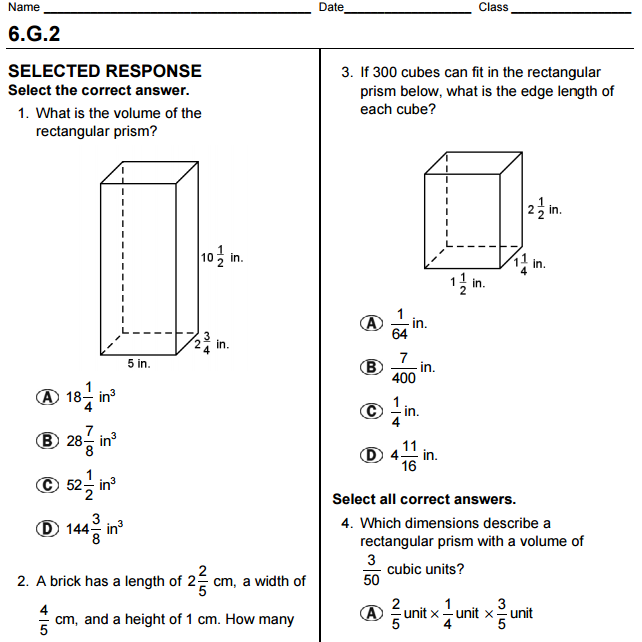 Name Date Class
6.G.2
SELECTED RESPONSE
Select the correct answer.
1. What is the volume of the
rectangular prism?
10 1/2 in.
2 3/4 in.
5 in.
A 18 1/4 in³
B 28 7/8 in³
C 52 1/2 in³
D 144 3/8 in³
2. A brick has a length of 2 2/5 cm, a width of
4/5 cm, and a height of 1 cm. How many
3. If 300 cubes can fit in the rectangular
prism below, what is the edge length of
each cube?
2 1/2 in.
1 1/4 in.
1 1/2 in.
A 1/64 in.
B 7/400 in.
C 1/4 in.
D 4 11/16 in.
Select all correct answers.
4. Which dimensions describe a
rectangular prism with a volume of
3/50 cubic units?
A 2/5 unit × 1/4 unit × 3/5 unit